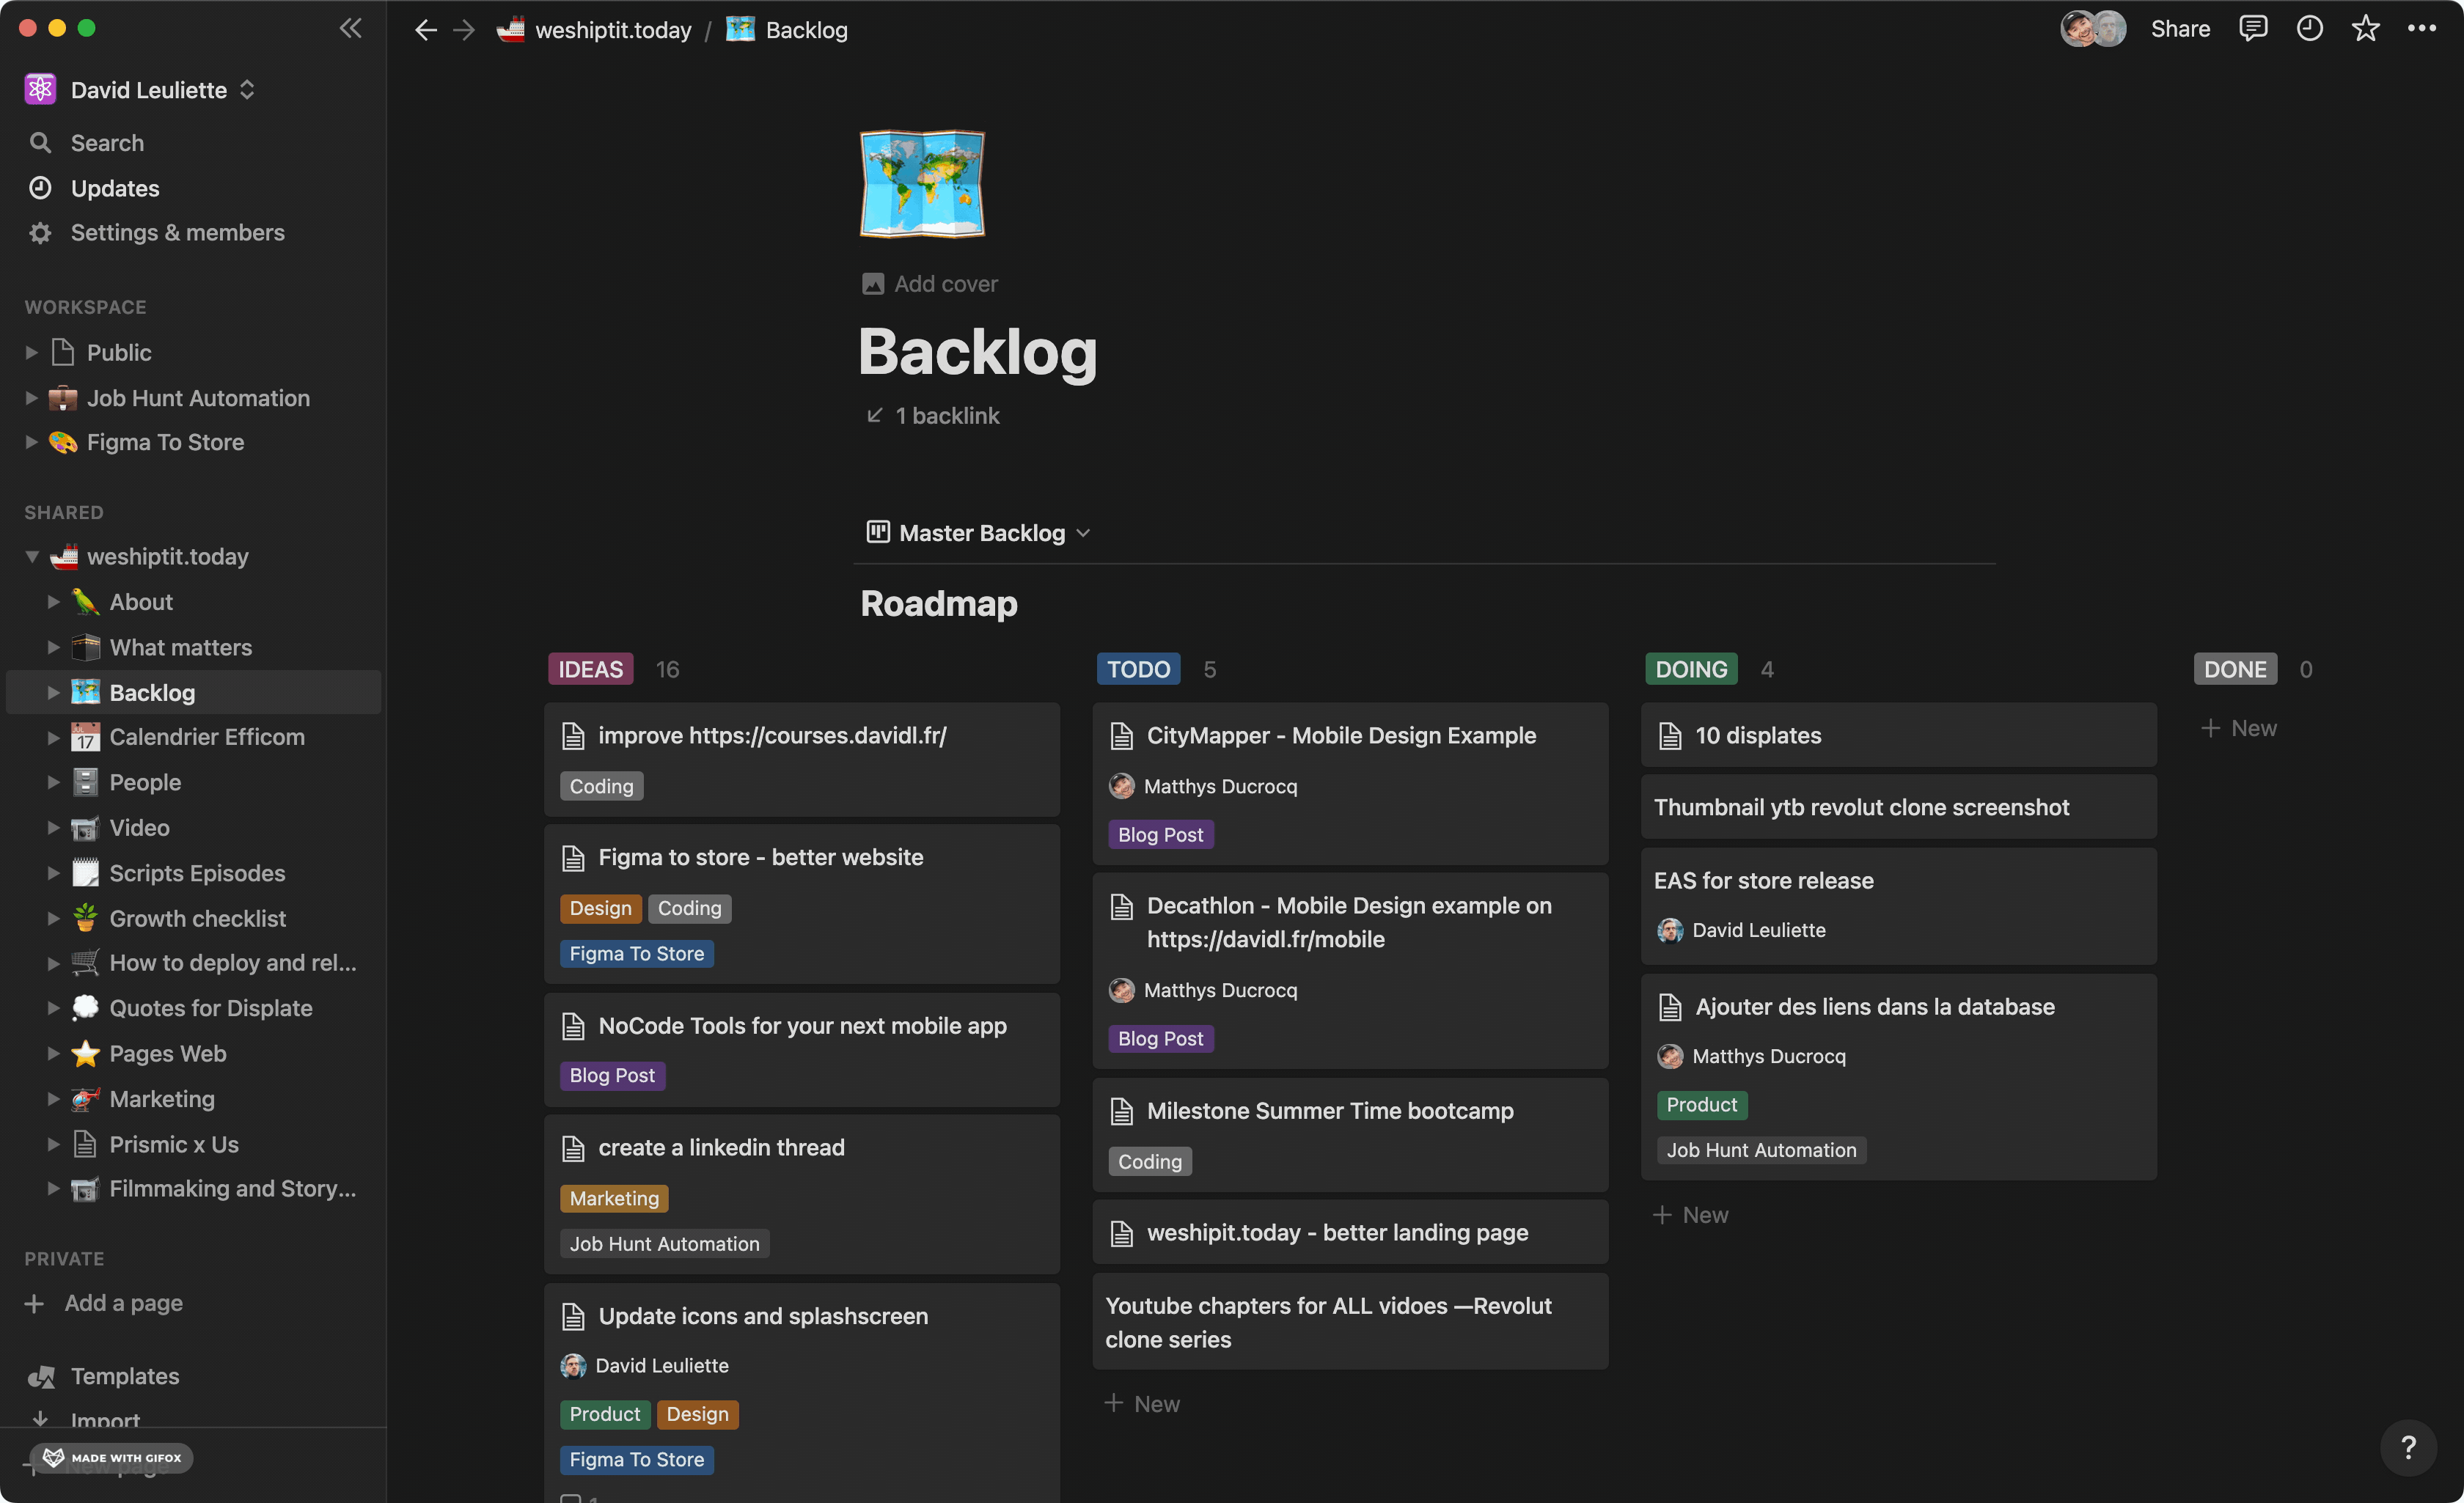 weshiptit.today / Backlog
Share
David Leuliette
Search
Updates
Settings & members
WORKSPACE
Public
Job Hunt Automation
Figma To Store
SHARED
weshiptit.today
About
What matters
Backlog
JUL
17
Calendrier Efficom
People
Video
Scripts Episodes
Growth checklist
How to deploy and rel...
Quotes for Displate
Pages Web
Marketing
Prismic x Us
Filmmaking and Story...
PRIVATE
Add a page
Templates
Import
New page
MADE WITH GIFOX
Add cover
Backlog
1 backlink
Master Backlog
Roadmap
IDEAS 16
improve https://courses.davidl.fr/
Coding
Figma to store - better website
Design Coding
Figma To Store
NoCode Tools for your next mobile app
Blog Post
create a linkedin thread
Marketing
Job Hunt Automation
Update icons and splashscreen
David Leuliette
Product Design
Figma To Store
1
TODO 5
CityMapper - Mobile Design Example
Matthys Ducrocq
Blog Post
Decathlon - Mobile Design example on
https://davidl.fr/mobile
Matthys Ducrocq
Blog Post
Milestone Summer Time bootcamp
Coding
weshipit.today - better landing page
Youtube chapters for ALL vidoes —Revolut
clone series
+ New
DOING 4
10 displates
Thumbnail ytb revolut clone screenshot
EAS for store release
David Leuliette
Ajouter des liens dans la database
Matthys Ducrocq
Product
Job Hunt Automation
+ New
DONE 0
+ New
?